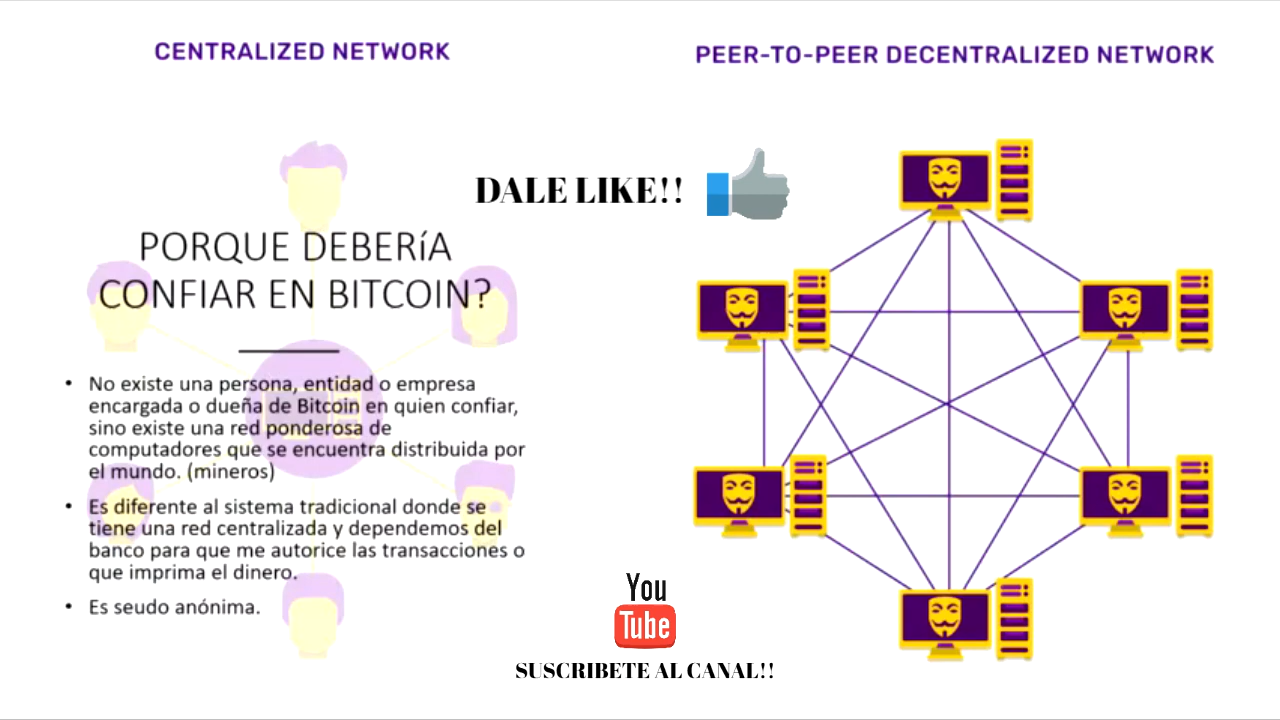 CENTRALIZED NETWORK
PEER-TO-PEER DECENTRALIZED NETWORK
DALE LIKE!!
PORQUE DEBERíA
CONFIAR EN BITCOIN?
• No existe una persona, entidad o empresa
encargada o dueña de Bitcoin en quien confiar,
sino existe una red ponderosa de
computadores que se encuentra distribuida por
el mundo. (mineros)
• Es diferente al sistema tradicional donde se
tiene una red centralizada y dependemos del
banco para que me autorice las transacciones o
que imprima el dinero.
• Es seudo anónima.
You
Tube
SUSCRIBETE AL CANAL!!